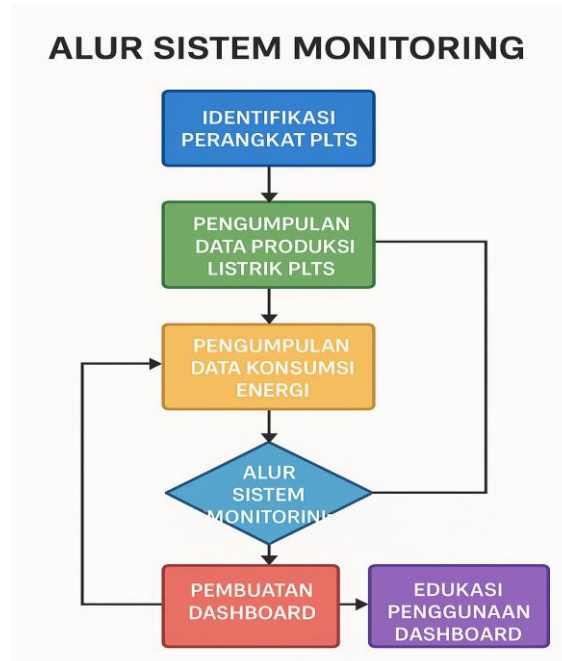 ALUR SISTEM MONITORING
IDENTIFIKASI
PERANGKAT PLTS
PENGUMPULAN
DATA PRODUKSI
LISTRIK PLTS
PENGUMPULAN
DATA KONSUMSI
ENERGI
ALUR
SISTEM
MONITORING
PEMBUATAN
DASHBOARD
EDUKASI
PENGGUNAAN
DASHBOARD